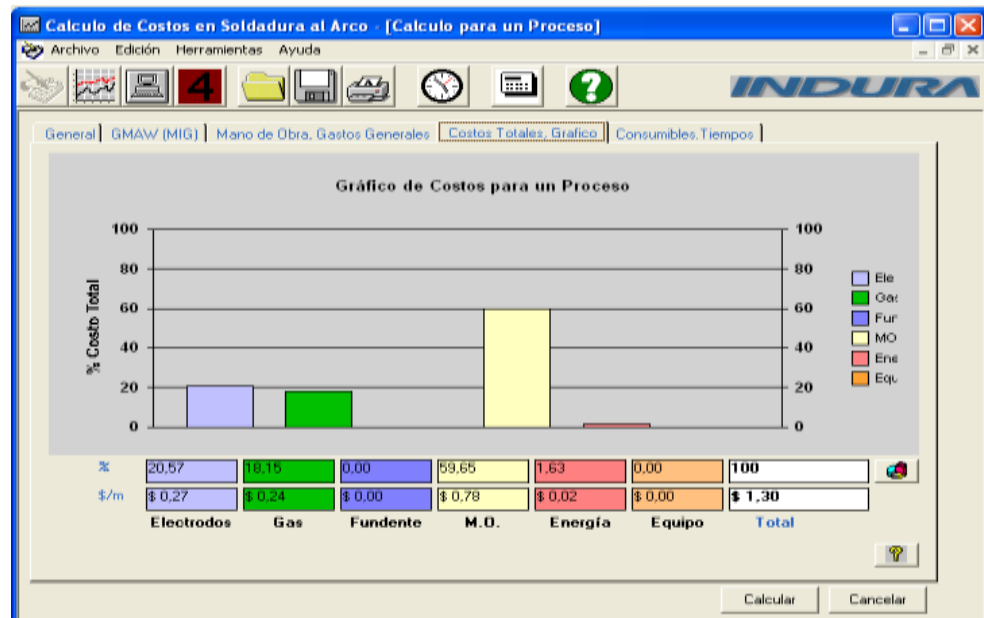 Calculo de Costos en Soldadura al Arco - [Calculo para un Proceso]
Archivo Edición Herramientas Ayuda
4 ? INDURA
General GMAW (MIG) Mano de Obra, Gastos Generales Costos Totales, Grafico Consumibles,Tiempos
Gráfico de Costos para un Proceso
% Costo Total
100 100
80 80
60 60
40 40
20 20
0 0
Ele
Gas
Fun
MO
Ene
Equ
% 20,57 18,15 0,00 59,65 1,63 0,00 100
$/m $ 0,27 $ 0,24 $ 0,00 $ 0,78 $ 0,02 $ 0,00 $ 1,30
Electrodos Gas Fundente M.O. Energía Equipo Total
?
Calcular Cancelar